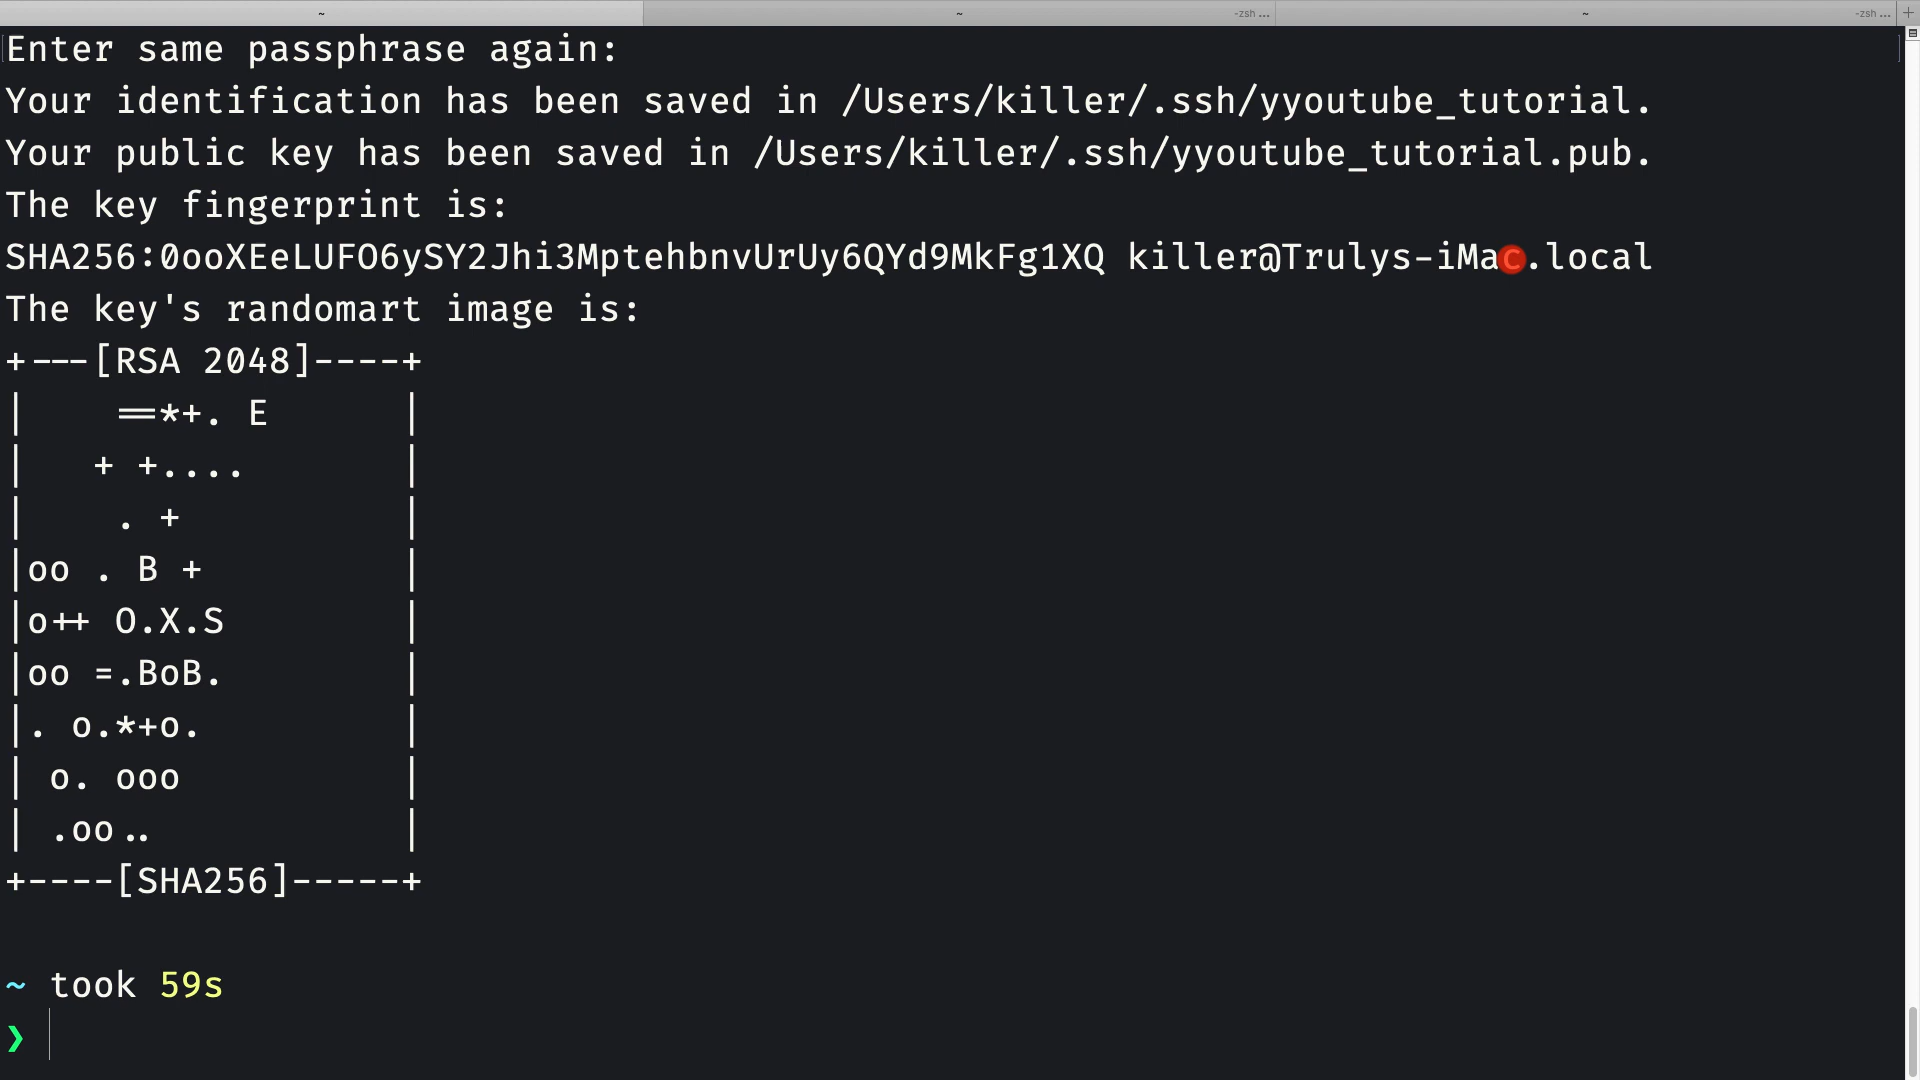 ~ ~ -zsh ... ~ -zsh ... +
Enter same passphrase again:
Your identification has been saved in /Users/killer/.ssh/yyoutube_tutorial.
Your public key has been saved in /Users/killer/.ssh/yyoutube_tutorial.pub.
The key fingerprint is:
SHA256:0ooXEeLUFO6ySY2Jhi3MptehbnvUrUy6QYd9MkFg1XQ killer@Trulys-iMac.local
The key's randomart image is:
+---[RSA 2048]----+
|    ==*+. E      |
|   + +....       |
|    . +          |
|oo . B +         |
|o++ O.X.S        |
|oo =.BoB.        |
|. o.*+o.         |
| o. ooo          |
| .oo..           |
+----[SHA256]-----+
~ took 59s
❯